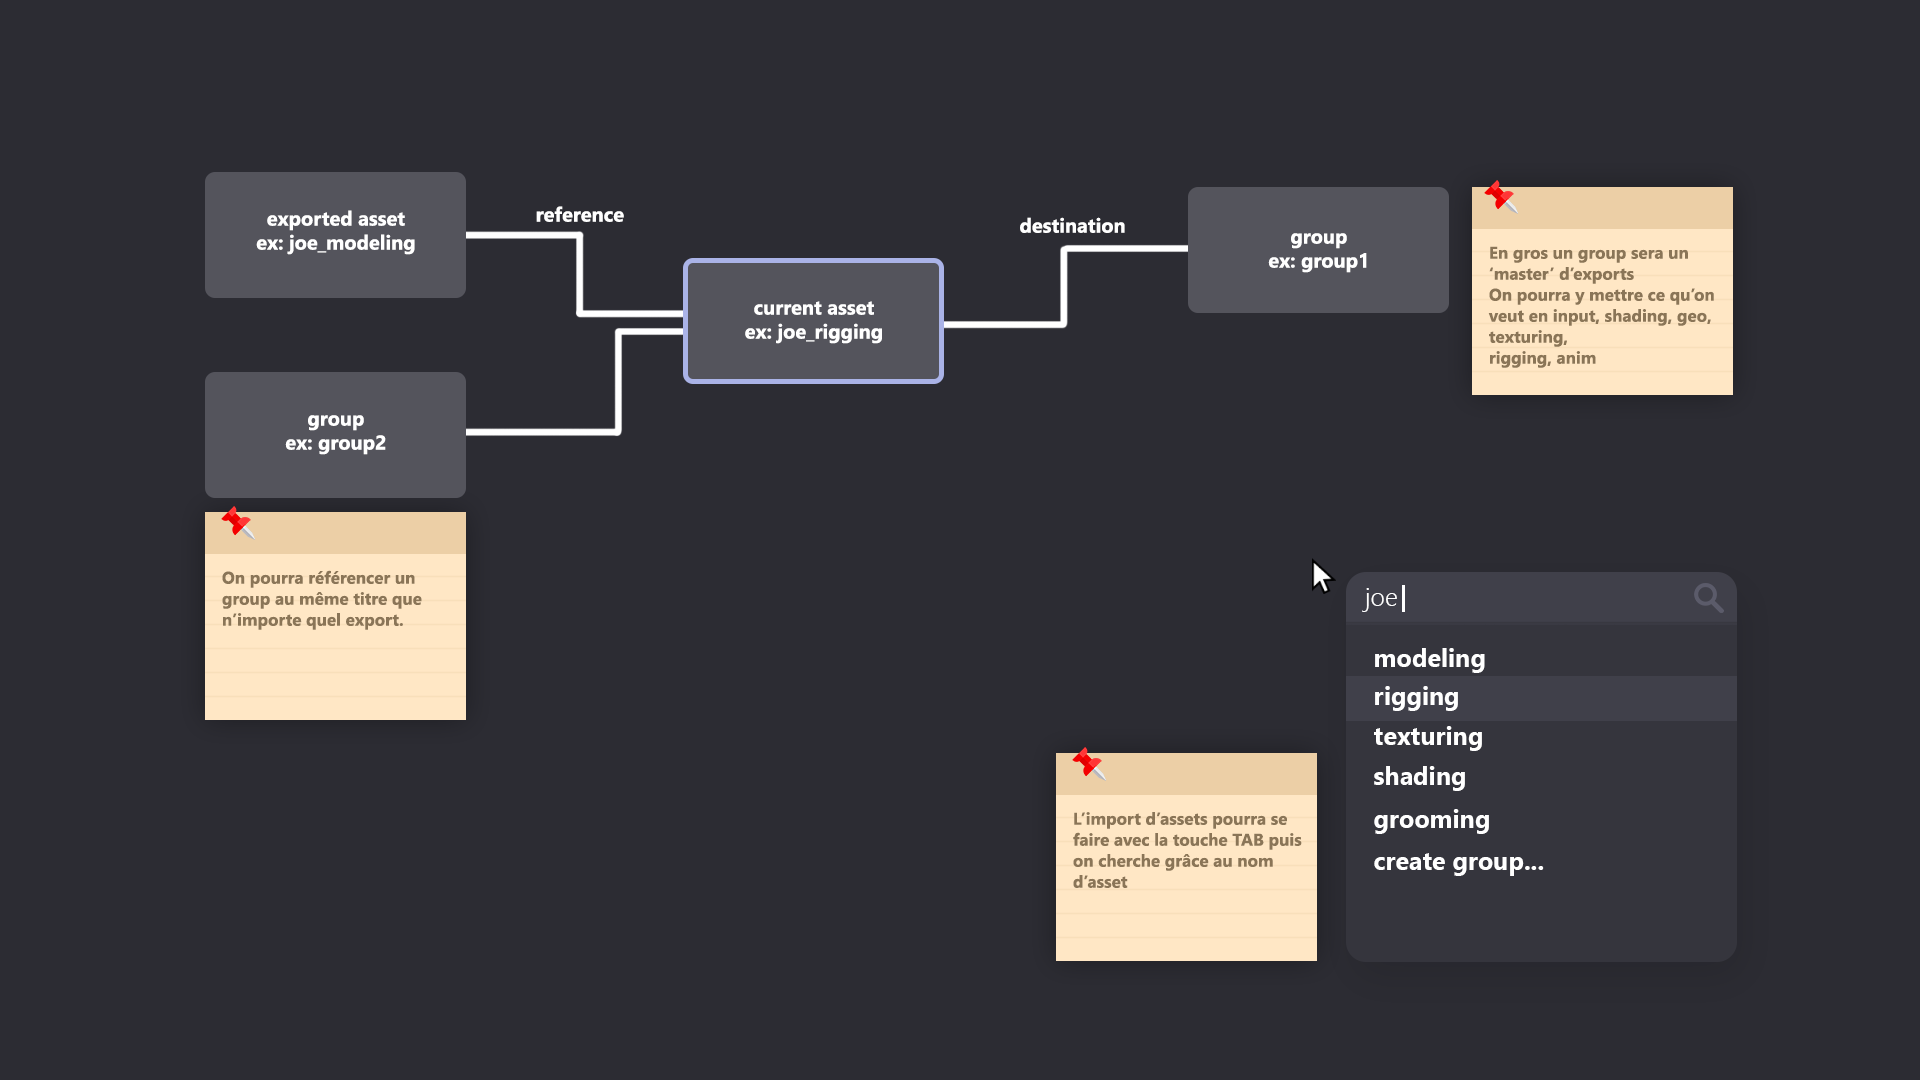 exported asset
ex: joe_modeling
reference
current asset
ex: joe_rigging
destination
group
ex: group1
En gros un group sera un
‘master’ d’exports
On pourra y mettre ce qu’on
veut en input, shading, geo,
texturing,
rigging, anim
group
ex: group2
On pourra référencer un
group au même titre que
n’importe quel export.
L’import d’assets pourra se
faire avec la touche TAB puis
on cherche grâce au nom
d’asset
joe
modeling
rigging
texturing
shading
grooming
create group...